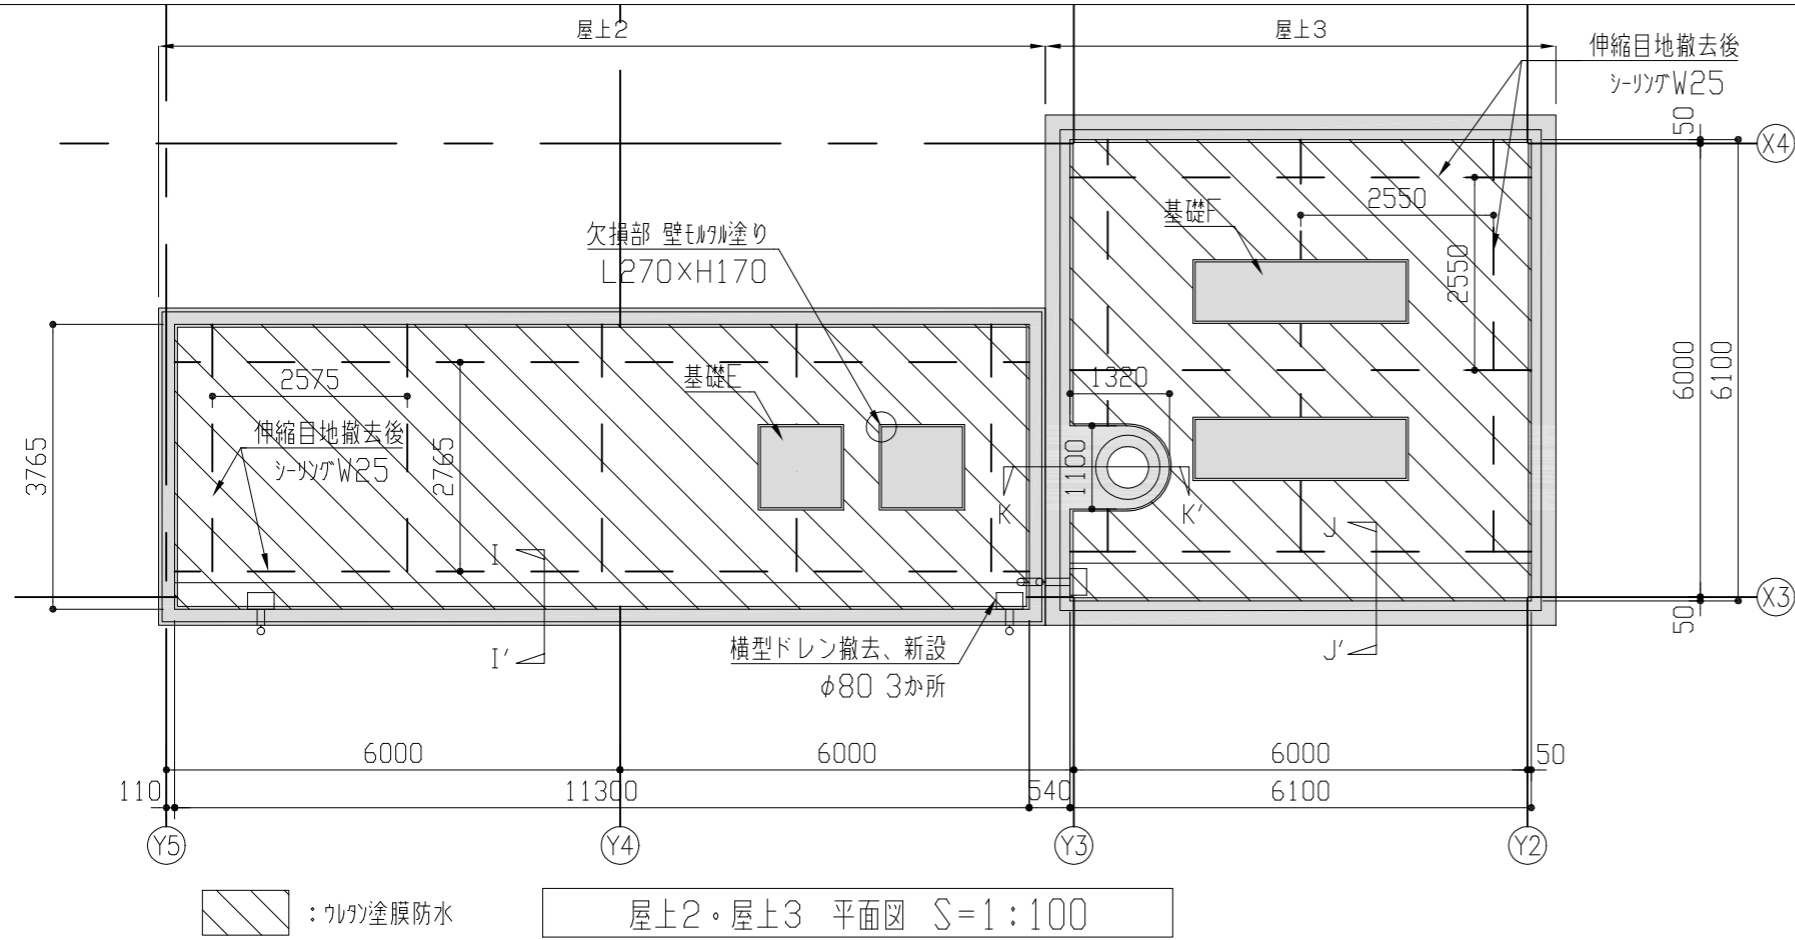 屋上2
屋上3
伸縮目地撤去後
シーリングW25
50
X4
欠損部 壁モルタル塗り
L270×H170
基礎F
2550
2550
6000
6100
3765
2575
伸縮目地撤去後
シーリングW25
2765
基礎E
1320
1100
K
K′
J
J′
I
I′
横型ドレン撤去、新設
φ80 3か所
X3
50
6000
6000
6000
50
110
11300
540
6100
Y5
Y4
Y3
Y2
：ウレタン塗膜防水
屋上2・屋上3 平面図 S=1:100